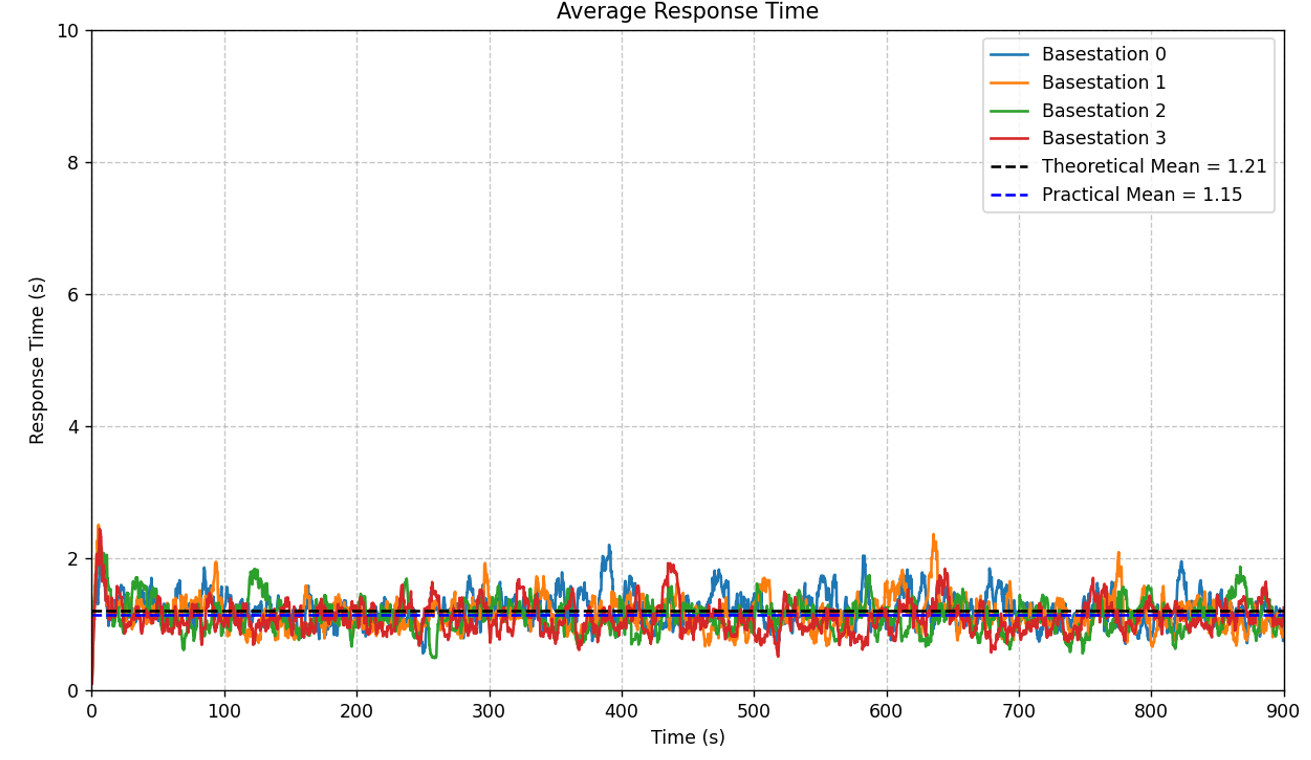 Average Response Time
10
8
6
4
2
0
Response Time (s)
Basestation 0
Basestation 1
Basestation 2
Basestation 3
Theoretical Mean = 1.21
Practical Mean = 1.15
0 100 200 300 400 500 600 700 800 900
Time (s)